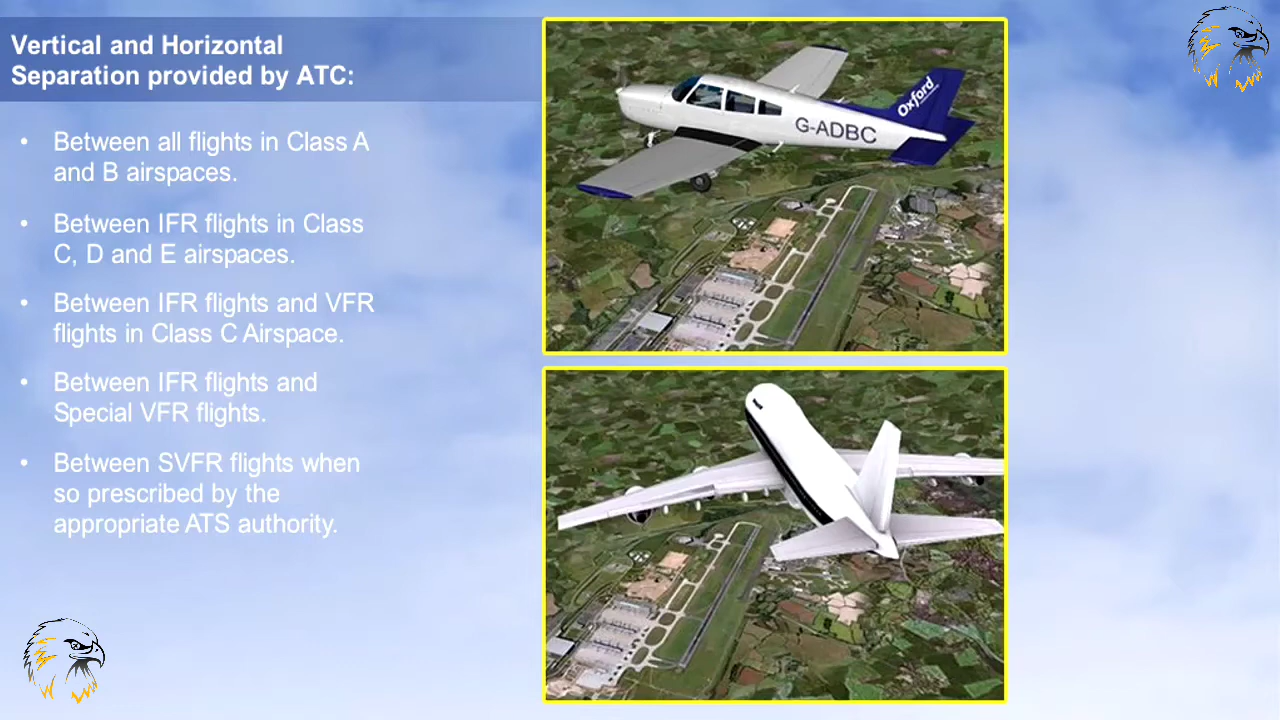 Vertical and Horizontal
Separation provided by ATC:
• Between all flights in Class A
and B airspaces.
• Between IFR flights in Class
C, D and E airspaces.
• Between IFR flights and VFR
flights in Class C Airspace.
• Between IFR flights and
Special VFR flights.
• Between SVFR flights when
so prescribed by the
appropriate ATS authority.
Oxford
G-ADBC